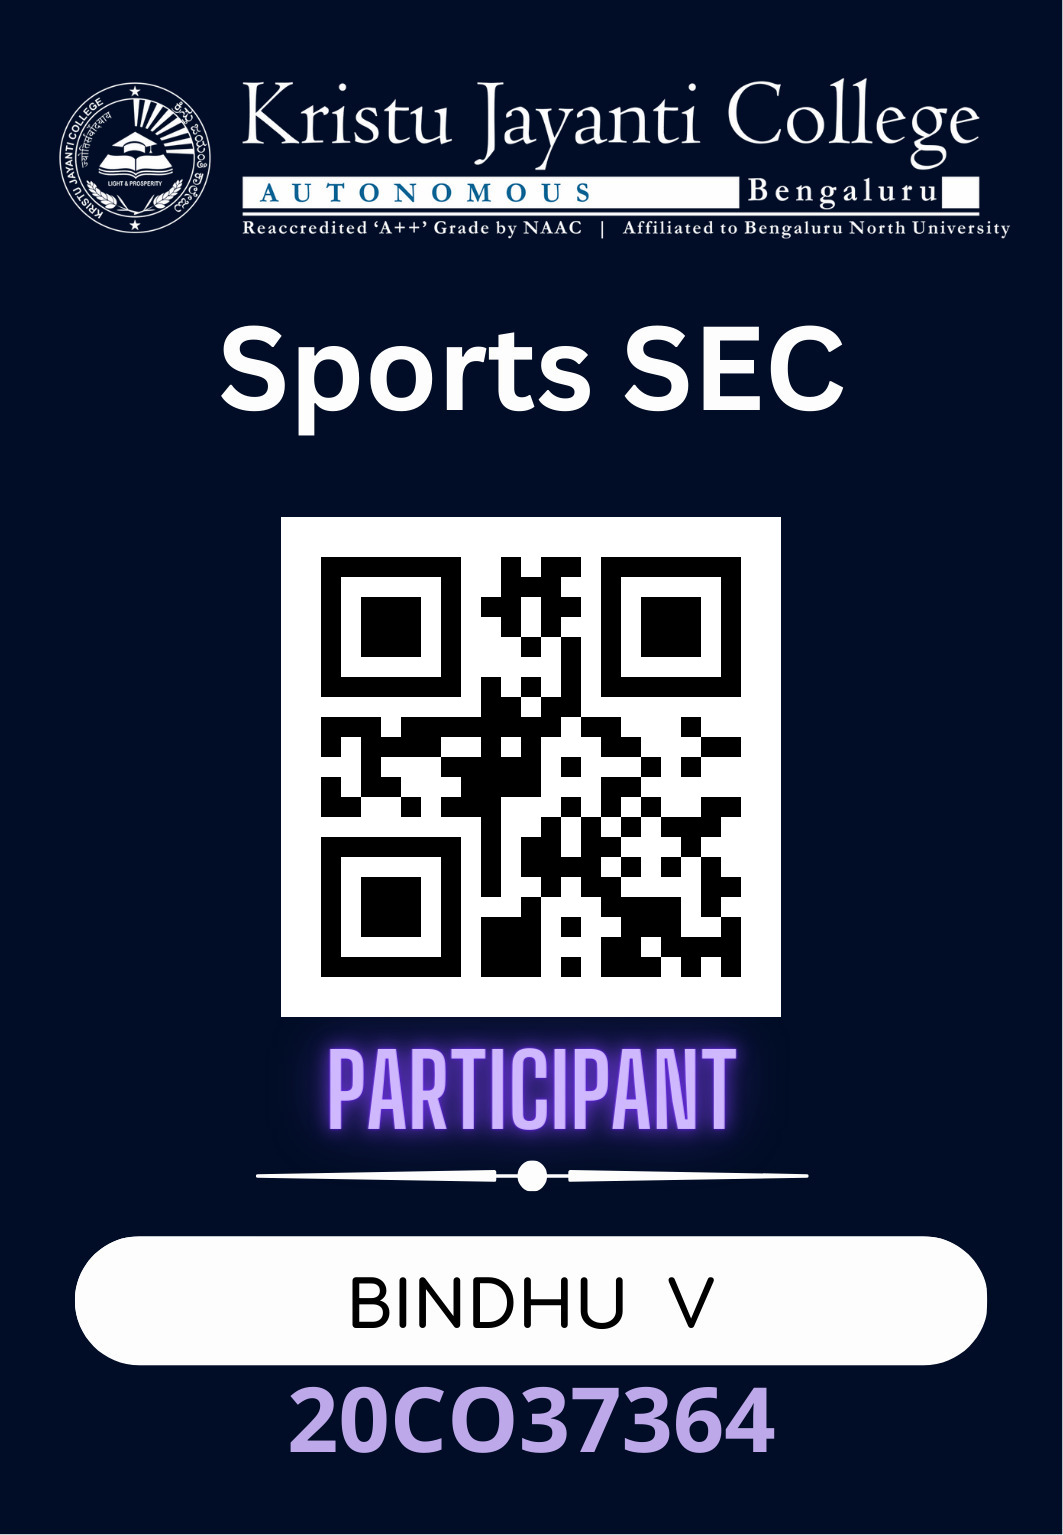 KRISTU JAYANTI COLLEGE
LIGHT & PROSPERITY
Kristu Jayanti College
AUTONOMOUS Bengaluru
Reaccredited ‘A++’ Grade by NAAC | Affiliated to Bengaluru North University
Sports SEC
PARTICIPANT
BINDHU V
20CO37364